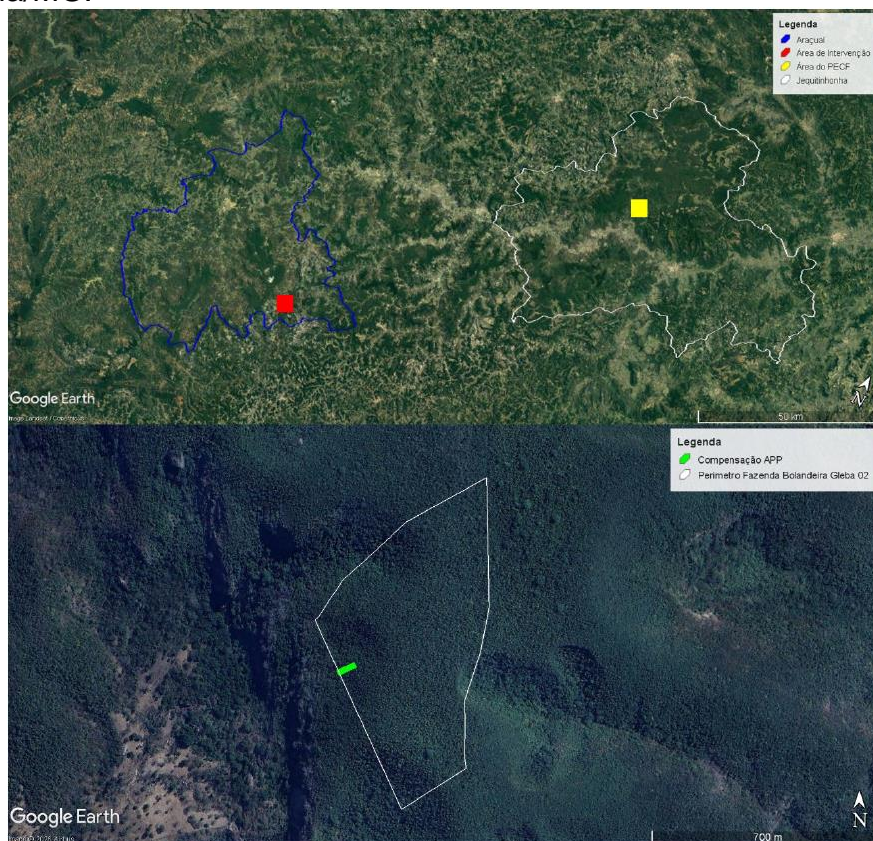 Legenda
Araçuaí
Área de Intervenção
Área do PECF
Jequitinhonha
Google Earth
N
50 km
Legenda
Compensação APP
Perímetro Fazenda Bolandeira Gleba 02
Google Earth
N
700 m